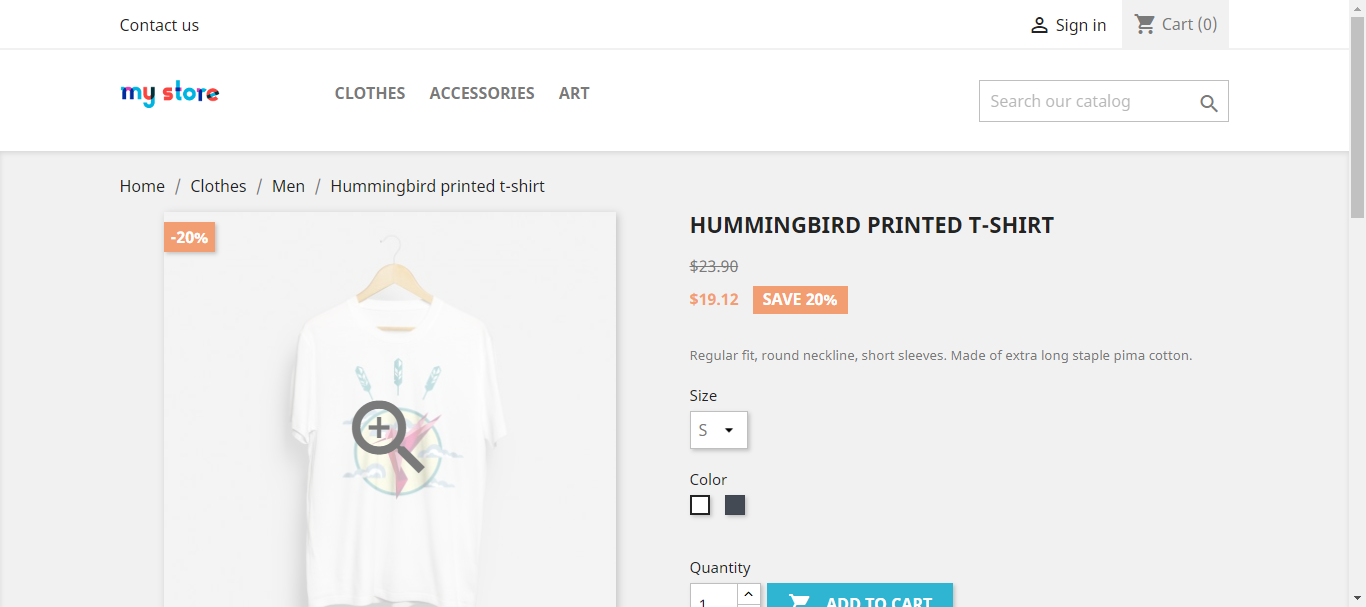 Contact us
Sign in
Cart (0)
my store
CLOTHES
ACCESSORIES
ART
Search our catalog
Home / Clothes / Men / Hummingbird printed t-shirt
-20%
HUMMINGBIRD PRINTED T-SHIRT
$23.90
$19.12 SAVE 20%
Regular fit, round neckline, short sleeves. Made of extra long staple pima cotton.
Size
S
Color
Quantity
1
ADD TO CART